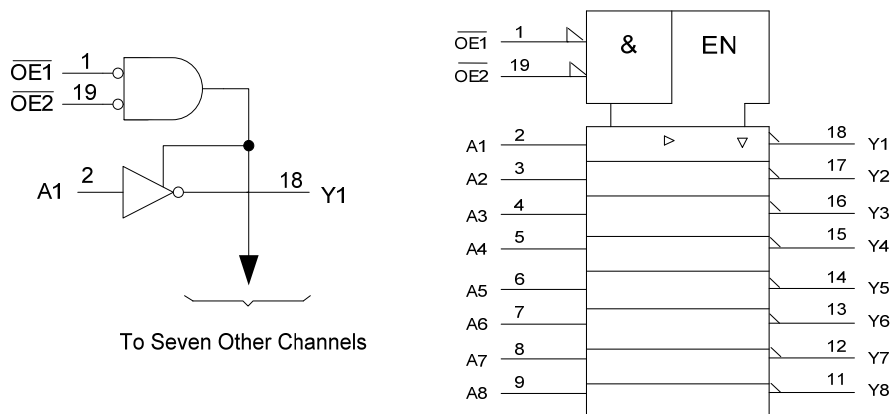 OE1 1
OE2 19
A1 2 18 Y1
To Seven Other Channels
OE1 1 & EN
OE2 19
A1 2 18 Y1
A2 3 17 Y2
A3 4 16 Y3
A4 5 15 Y4
A5 6 14 Y5
A6 7 13 Y6
A7 8 12 Y7
A8 9 11 Y8